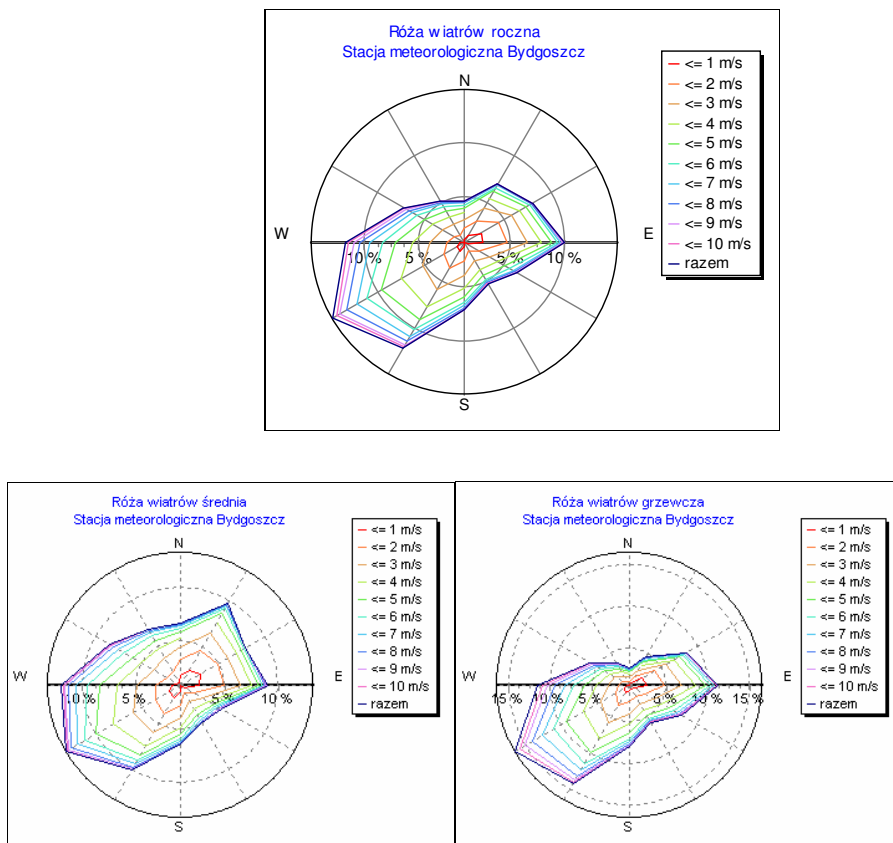 Róża wiatrów roczna
Stacja meteorologiczna Bydgoszcz
N
W
E
S
10 %
5 %
5 %
10 %
<= 1 m/s
<= 2 m/s
<= 3 m/s
<= 4 m/s
<= 5 m/s
<= 6 m/s
<= 7 m/s
<= 8 m/s
<= 9 m/s
<= 10 m/s
razem
Róża wiatrów średnia
Stacja meteorologiczna Bydgoszcz
N
W
E
S
10 %
5 %
5 %
10 %
<= 1 m/s
<= 2 m/s
<= 3 m/s
<= 4 m/s
<= 5 m/s
<= 6 m/s
<= 7 m/s
<= 8 m/s
<= 9 m/s
<= 10 m/s
razem
Róża wiatrów grzewcza
Stacja meteorologiczna Bydgoszcz
N
W
E
S
15 %
10 %
5 %
5 %
10 %
15 %
<= 1 m/s
<= 2 m/s
<= 3 m/s
<= 4 m/s
<= 5 m/s
<= 6 m/s
<= 7 m/s
<= 8 m/s
<= 9 m/s
<= 10 m/s
razem